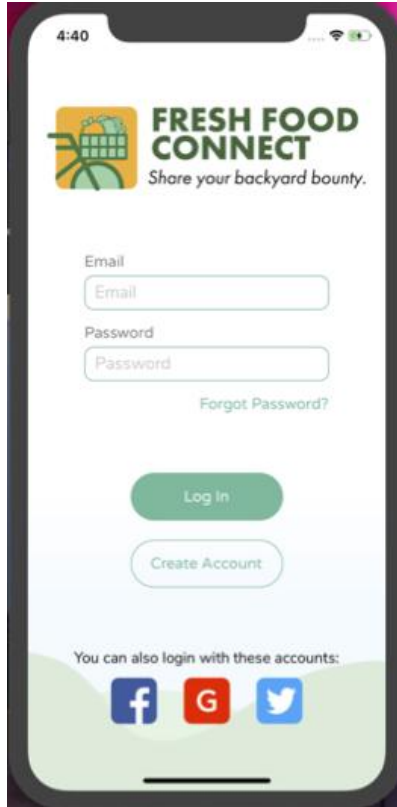 4:40
FRESH FOOD
CONNECT
Share your backyard bounty.
Email
Email
Password
Password
Forgot Password?
Log In
Create Account
You can also login with these accounts:
f
G